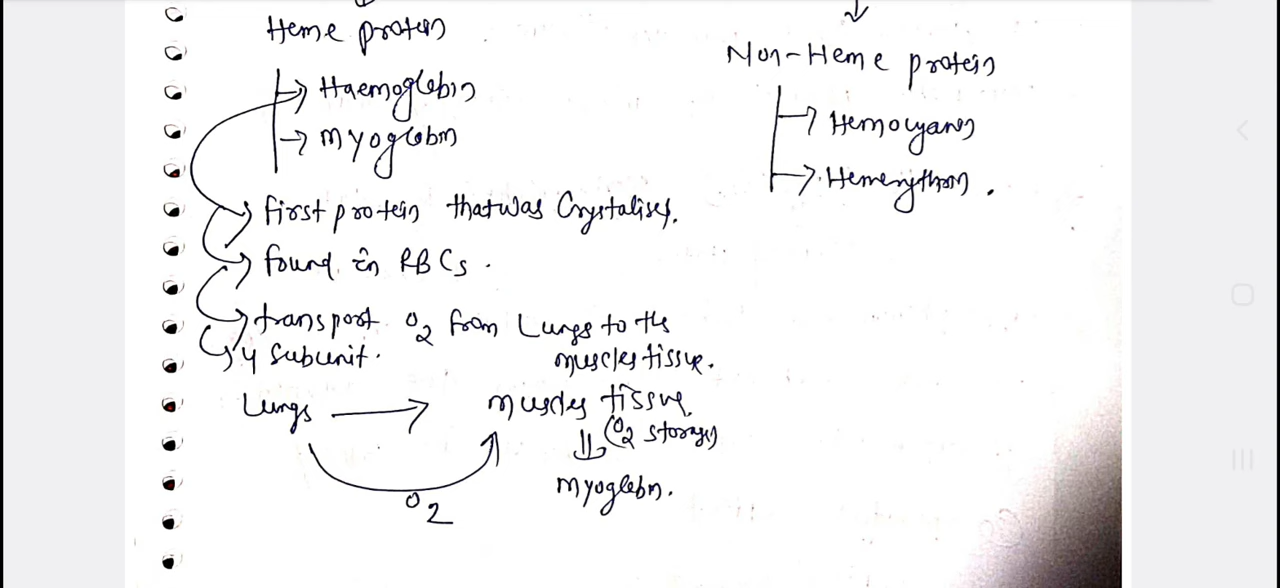 Heme protein
Non-Heme protein
→ Haemoglobin
→ Myoglobin
→ Hemocyanin
→ Hemerythrin.
→ first protein that was Crystalises.
→ found in RBCs.
→ transport O2 from Lungs to the
muscles tissue.
→ 4 subunit.
Lungs → muscles tissue
(O2 storage)
O2
Myoglobin.